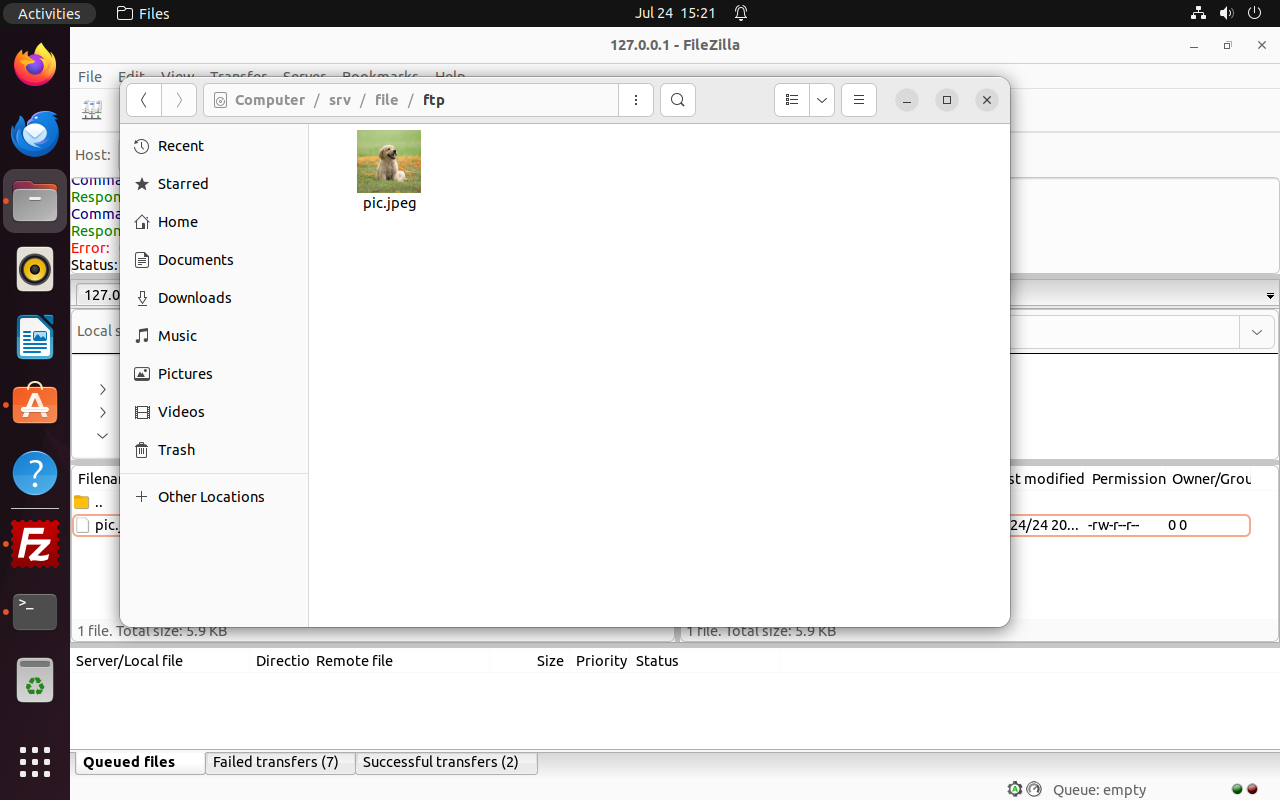 Activities Files Jul 24 15:21
127.0.0.1 - FileZilla
File Edit View Transfer Server Bookmarks Help
Computer / srv / file / ftp
Host:
Recent
Starred
Home
Documents
Downloads
Music
Pictures
Videos
Trash
Other Locations
pic.jpeg
Comma
Respon
Comma
Respon
Error:
Status:
127.0
Local s
Filenar
..
pic.j
st modified Permission Owner/Grou
24/24 20... -rw-r--r-- 0 0
1 file. Total size: 5.9 KB
1 file. Total size: 5.9 KB
Server/Local file Directio Remote file Size Priority Status
Queued files Failed transfers (7) Successful transfers (2)
Queue: empty